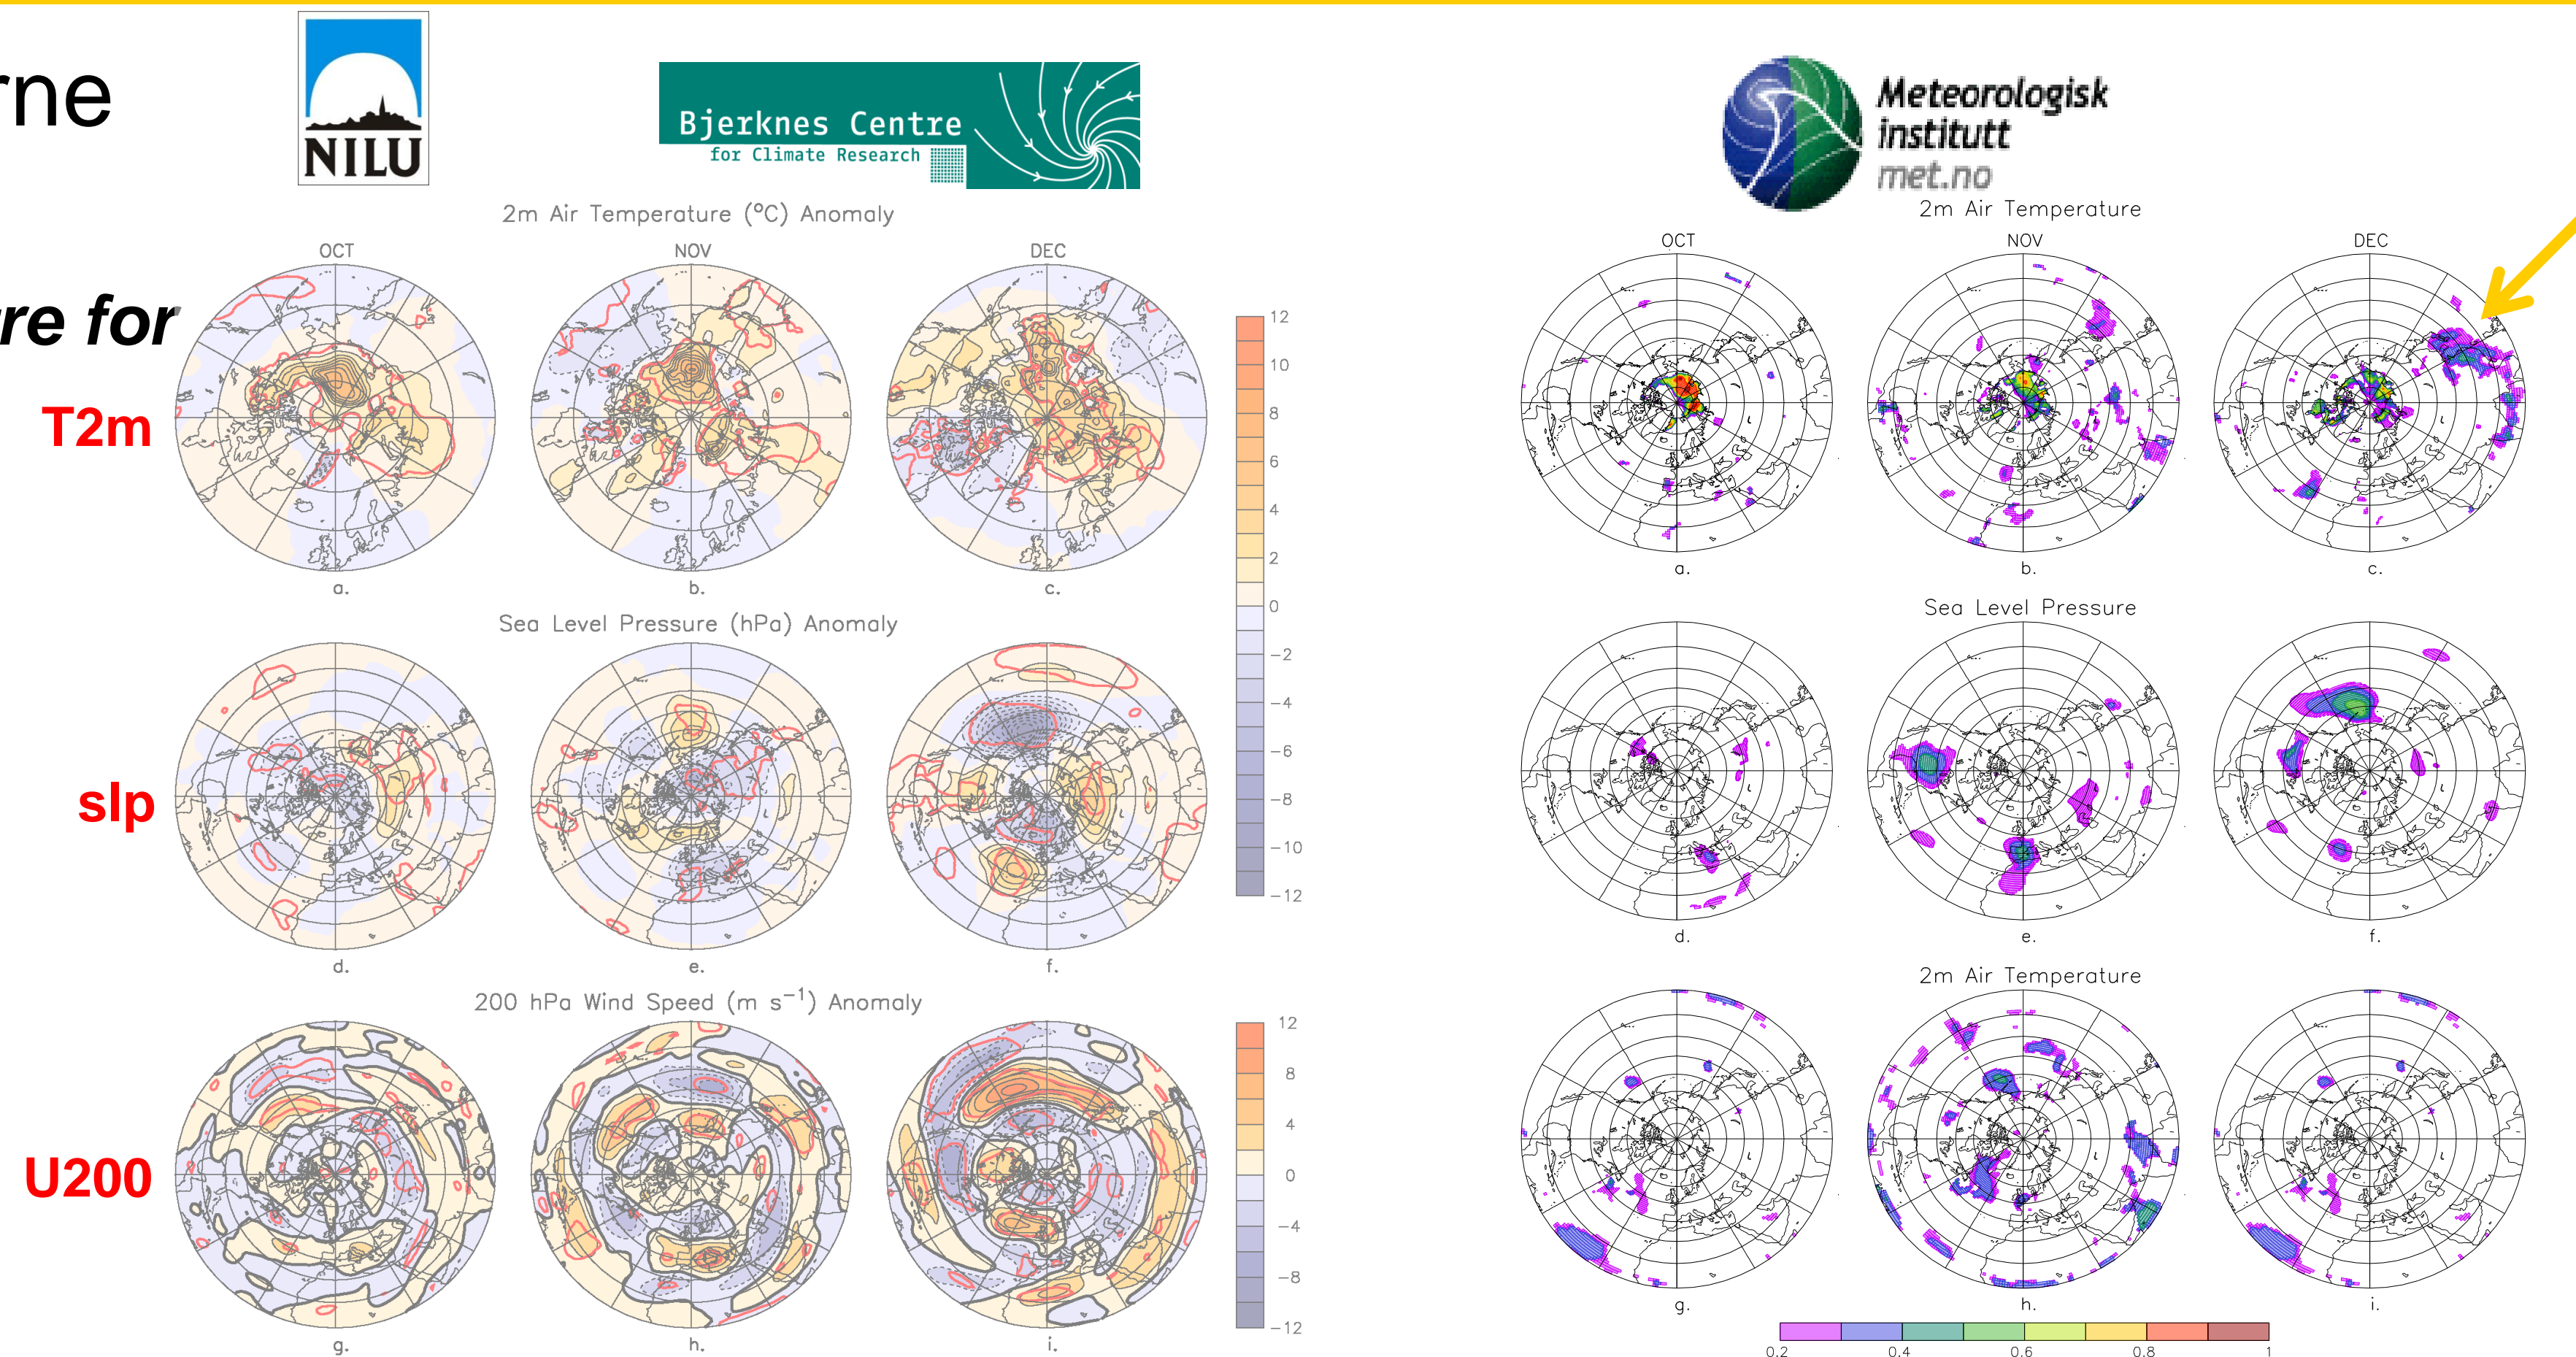 rne
NILU
Bjerknes Centre
for Climate Research
Meteorologisk
institutt
met.no
re for
T2m
slp
U200
2m Air Temperature (°C) Anomaly
OCT NOV DEC
a. b. c.
Sea Level Pressure (hPa) Anomaly
d. e. f.
200 hPa Wind Speed (m s⁻¹) Anomaly
g. h. i.
12
10
8
6
4
2
0
−2
−4
−6
−8
−10
−12
12
8
4
0
−4
−8
−12
2m Air Temperature
OCT NOV DEC
a. b. c.
Sea Level Pressure
d. e. f.
2m Air Temperature
g. h. i.
0.2 0.4 0.6 0.8 1